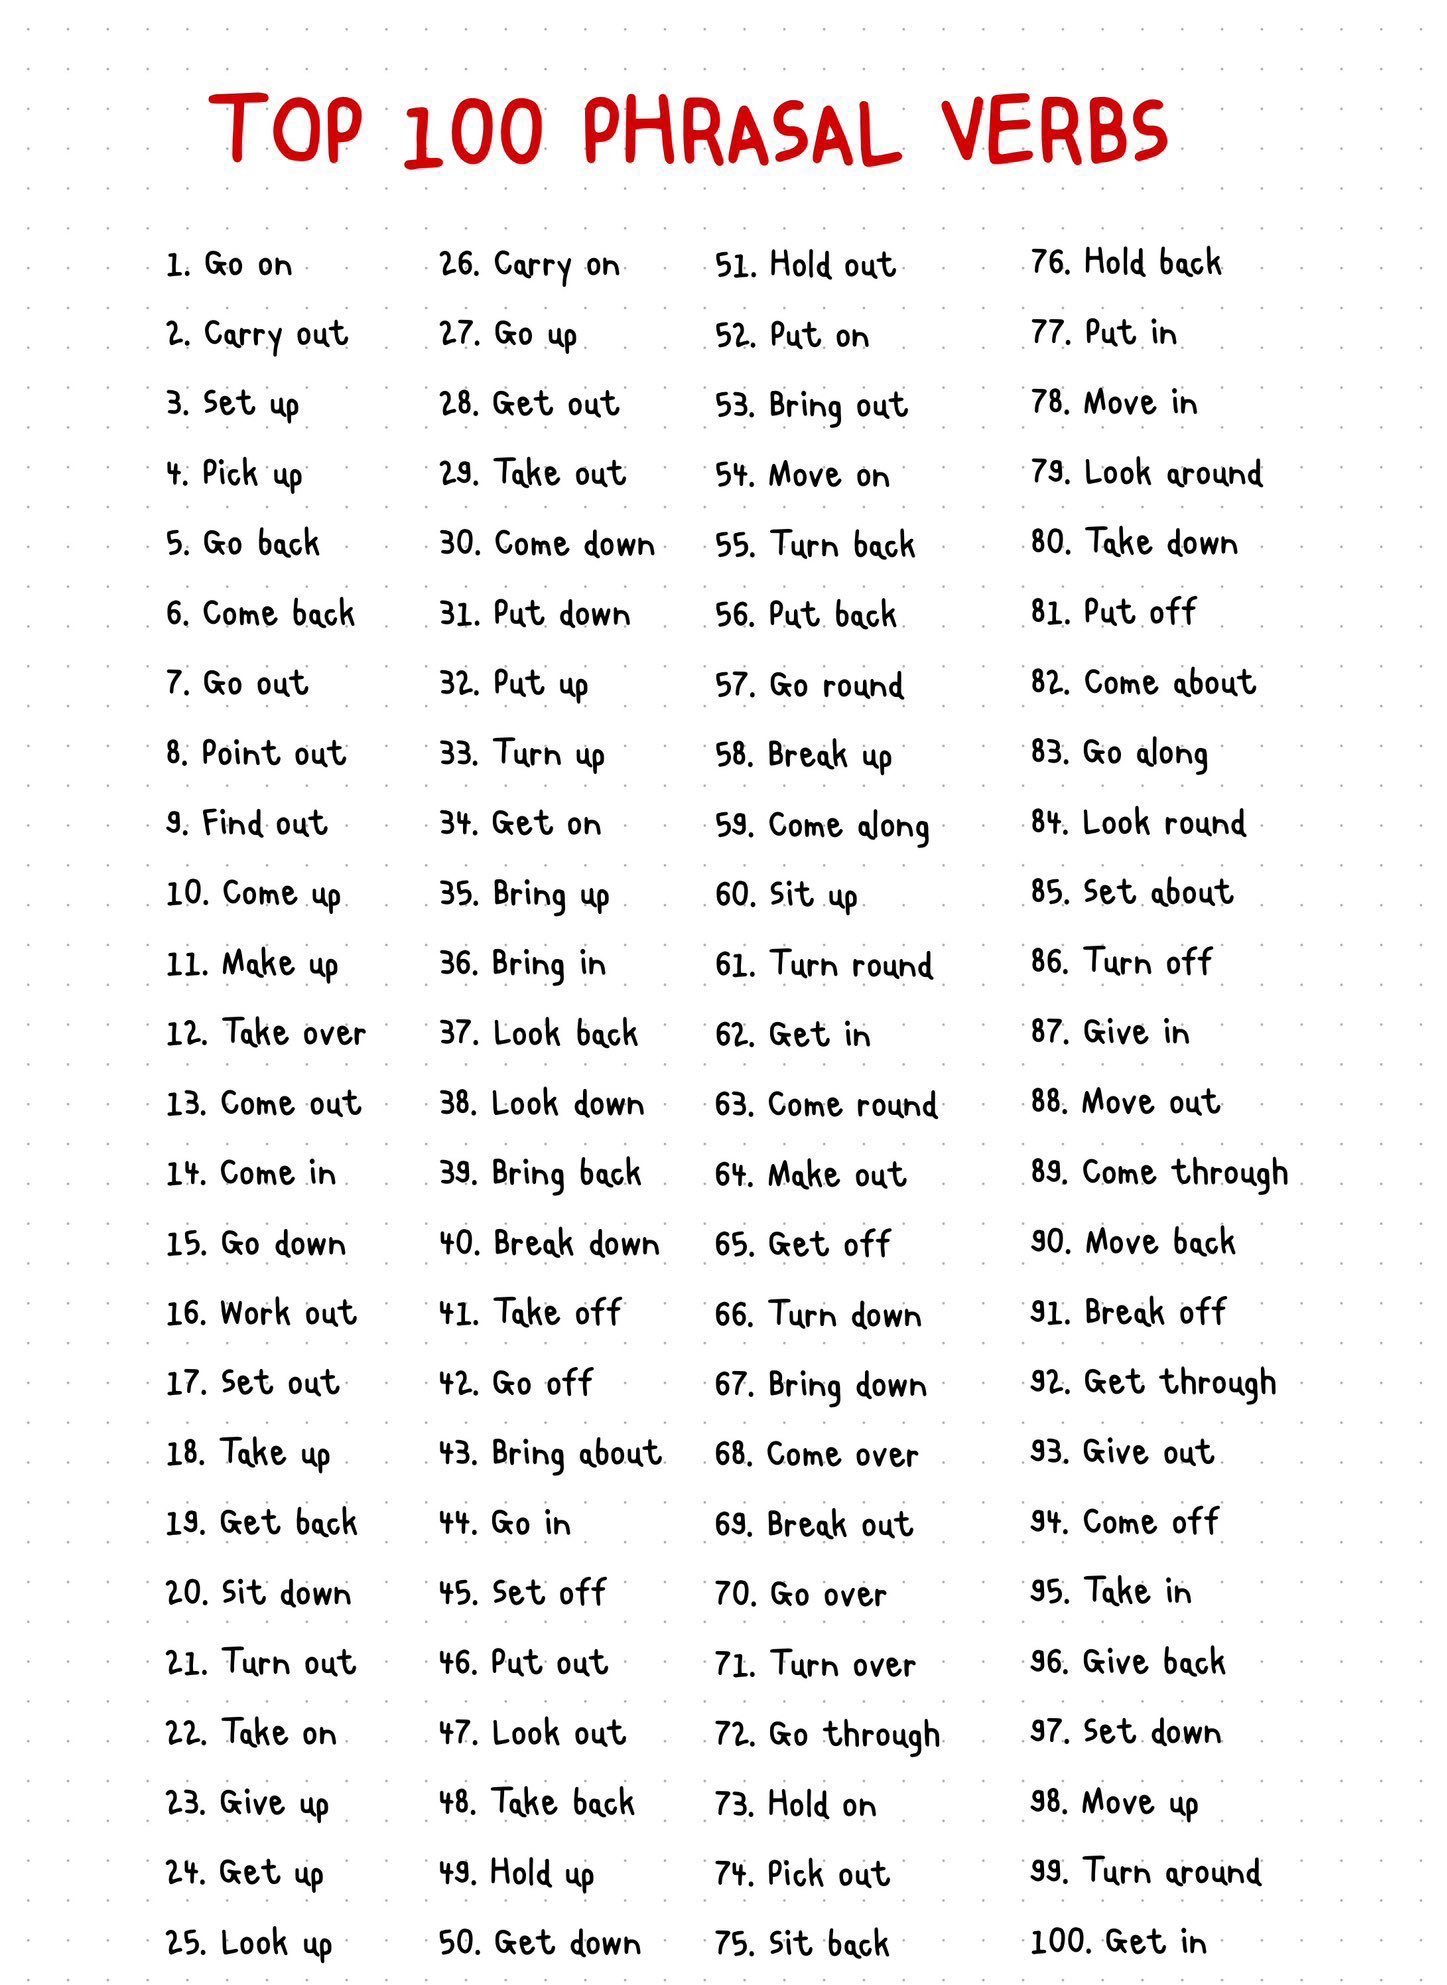 TOP 100 PHRASAL VERBS
1. Go on
2. Carry out
3. Set up
4. Pick up
5. Go back
6. Come back
7. Go out
8. Point out
9. Find out
10. Come up
11. Make up
12. Take over
13. Come out
14. Come in
15. Go down
16. Work out
17. Set out
18. Take up
19. Get back
20. Sit down
21. Turn out
22. Take on
23. Give up
24. Get up
25. Look up
26. Carry on
27. Go up
28. Get out
29. Take out
30. Come down
31. Put down
32. Put up
33. Turn up
34. Get on
35. Bring up
36. Bring in
37. Look back
38. Look down
39. Bring back
40. Break down
41. Take off
42. Go off
43. Bring about
44. Go in
45. Set off
46. Put out
47. Look out
48. Take back
49. Hold up
50. Get down
51. Hold out
52. Put on
53. Bring out
54. Move on
55. Turn back
56. Put back
57. Go round
58. Break up
59. Come along
60. Sit up
61. Turn round
62. Get in
63. Come round
64. Make out
65. Get off
66. Turn down
67. Bring down
68. Come over
69. Break out
70. Go over
71. Turn over
72. Go through
73. Hold on
74. Pick out
75. Sit back
76. Hold back
77. Put in
78. Move in
79. Look around
80. Take down
81. Put off
82. Come about
83. Go along
84. Look round
85. Set about
86. Turn off
87. Give in
88. Move out
89. Come through
90. Move back
91. Break off
92. Get through
93. Give out
94. Come off
95. Take in
96. Give back
97. Set down
98. Move up
99. Turn around
100. Get in